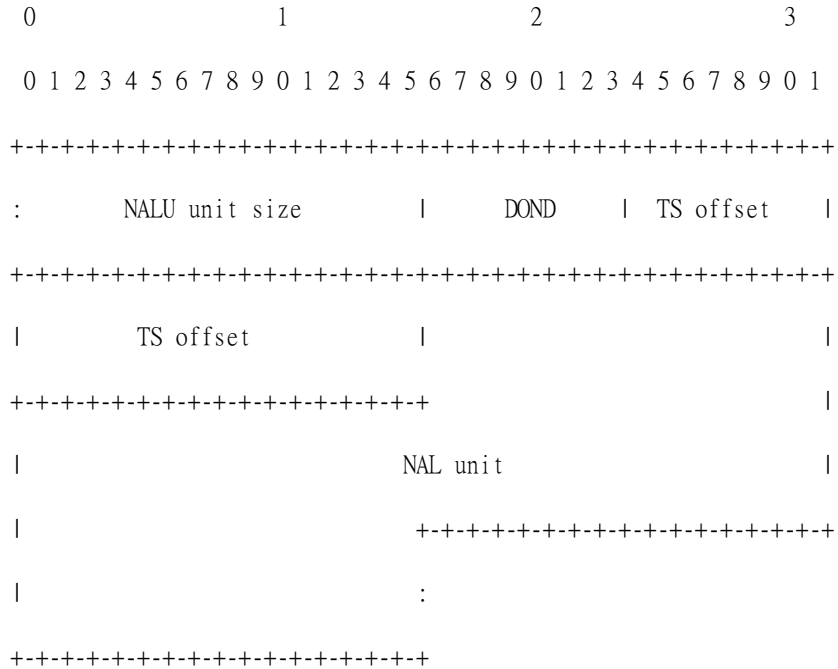 0 1 2 3
0 1 2 3 4 5 6 7 8 9 0 1 2 3 4 5 6 7 8 9 0 1 2 3 4 5 6 7 8 9 0 1
+-+-+-+-+-+-+-+-+-+-+-+-+-+-+-+-+-+-+-+-+-+-+-+-+-+-+-+-+-+-+-+-+
: NALU unit size | DOND | TS offset |
+-+-+-+-+-+-+-+-+-+-+-+-+-+-+-+-+-+-+-+-+-+-+-+-+-+-+-+-+-+-+-+-+
| TS offset | |
+-+-+-+-+-+-+-+-+-+-+-+-+-+-+-+-+ |
| NAL unit |
| +-+-+-+-+-+-+-+-+-+-+-+-+-+-+-+-+
| :
+-+-+-+-+-+-+-+-+-+-+-+-+-+-+-+-+